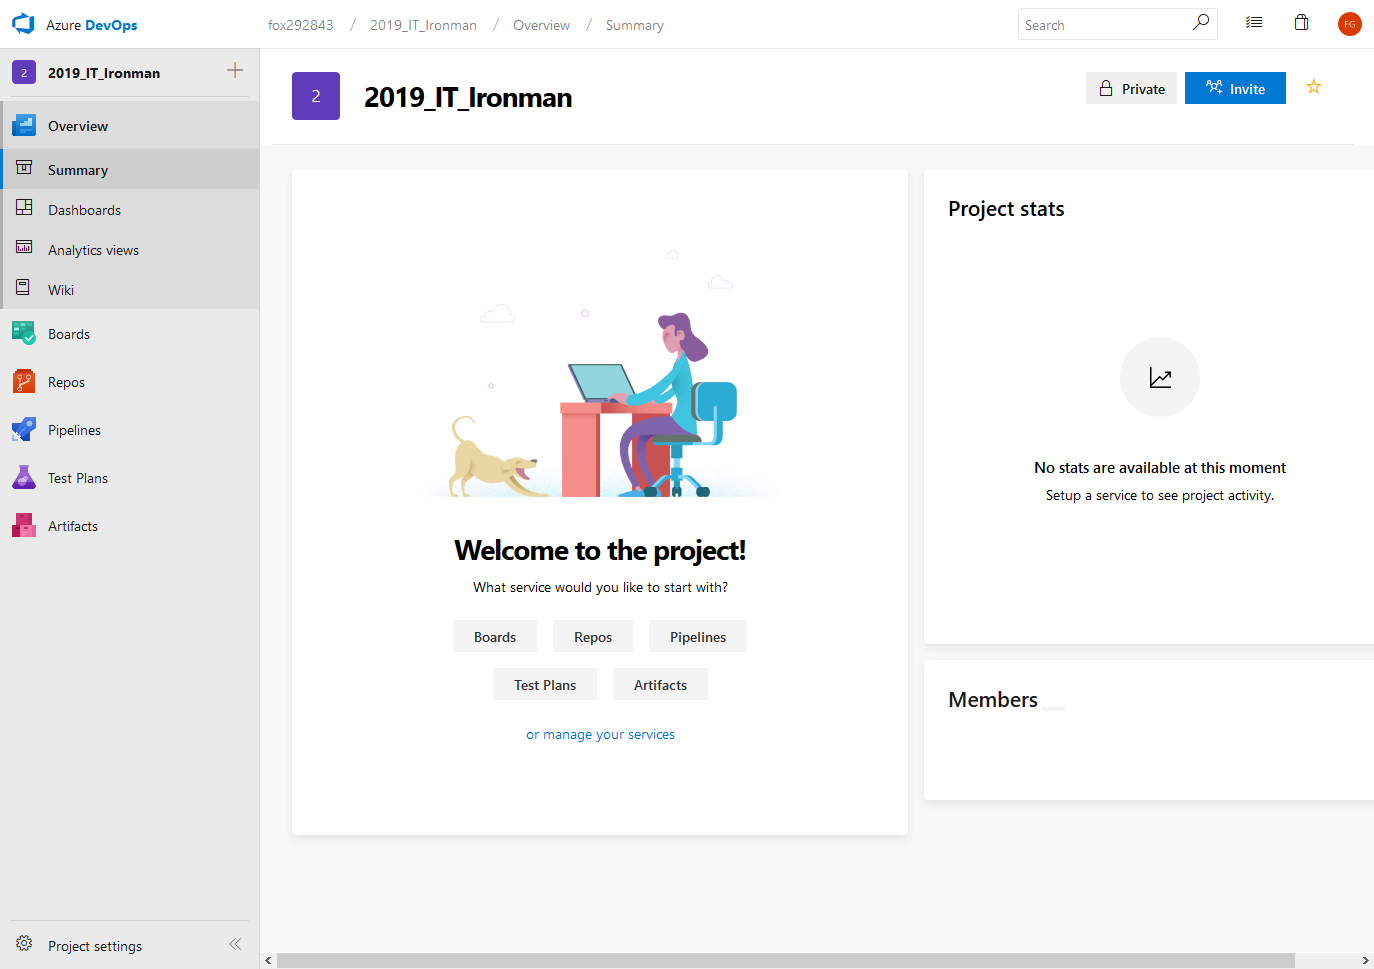 Azure DevOps
fox292843 / 2019_IT_Ironman / Overview / Summary
Search
FG
2 2019_IT_Ironman
Overview
Summary
Dashboards
Analytics views
Wiki
Boards
Repos
Pipelines
Test Plans
Artifacts
Project settings
2 2019_IT_Ironman
Private
Invite
Welcome to the project!
What service would you like to start with?
Boards Repos Pipelines
Test Plans Artifacts
or manage your services
Project stats
No stats are available at this moment
Setup a service to see project activity.
Members